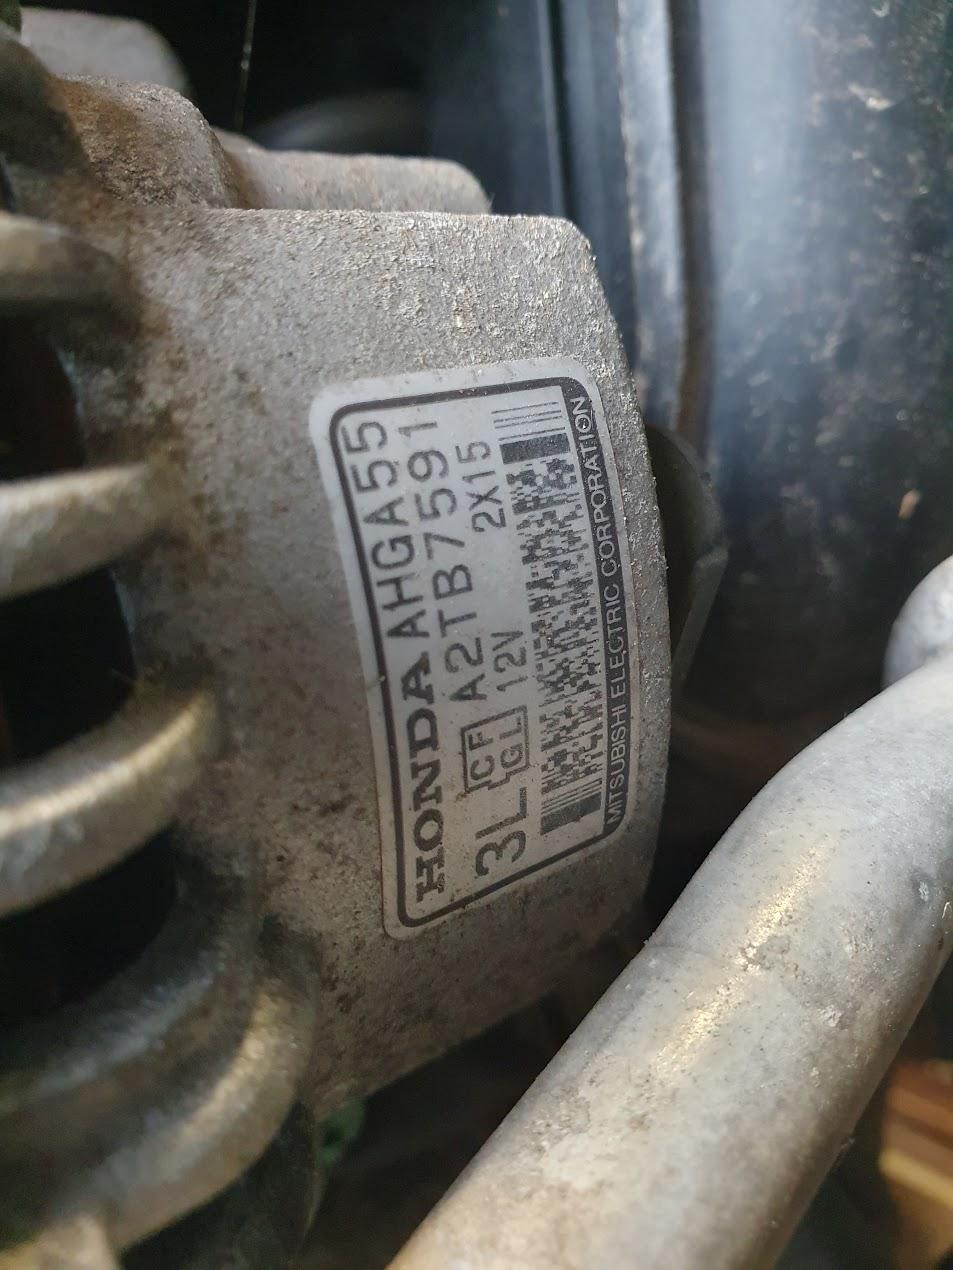 HONDA AHGA55
A2TB7591
CF GL 12V 2X15
3L
MITSUBISHI ELECTRIC CORPORATION